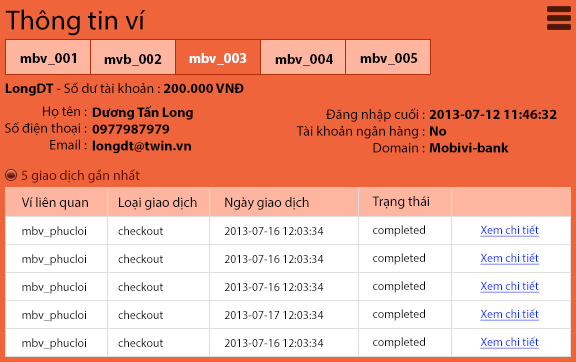 Thông tin ví
mbv_001 mvb_002 mbv_003 mbv_004 mbv_005
LongDT - Số dư tài khoản : 200.000 VNĐ
Họ tên : Dương Tấn Long
Số điện thoại : 0977987979
Email : longdt@twin.vn
Đăng nhập cuối : 2013-07-12 11:46:32
Tài khoản ngân hàng : No
Domain : Mobivi-bank
5 giao dịch gần nhất
Ví liên quan Loại giao dịch Ngày giao dịch Trạng thái
mbv_phucloi checkout 2013-07-16 12:03:34 completed Xem chi tiết
mbv_phucloi checkout 2013-07-16 12:03:34 completed Xem chi tiết
mbv_phucloi checkout 2013-07-16 12:03:34 completed Xem chi tiết
mbv_phucloi checkout 2013-07-17 12:03:34 completed Xem chi tiết
mbv_phucloi checkout 2013-07-16 12:03:34 completed Xem chi tiết